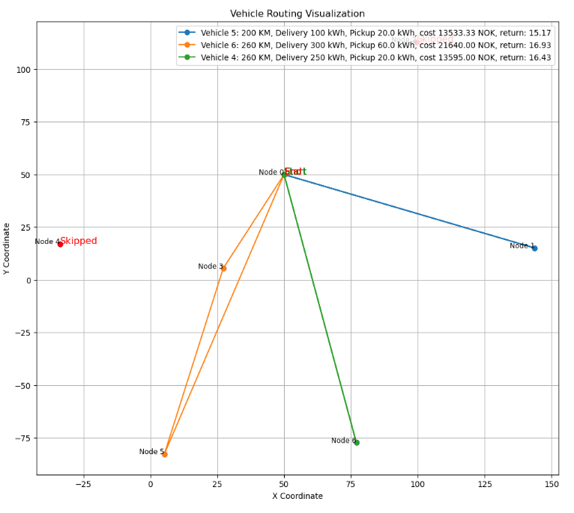 Vehicle Routing Visualization
Vehicle 5: 200 KM, Delivery 100 kWh, Pickup 20.0 kWh, cost 13533.33 NOK, return: 15.17
Vehicle 6: 260 KM, Delivery 300 kWh, Pickup 60.0 kWh, cost 21640.00 NOK, return: 16.93
Vehicle 4: 260 KM, Delivery 250 kWh, Pickup 20.0 kWh, cost 13595.00 NOK, return: 16.43
100
75
50
25
0
−25
−50
−75
Y Coordinate
Node 0
Node 4
Skipped
Node 3
Node 1
Node 5
Node 6
−25
0
25
50
75
100
125
150
X Coordinate